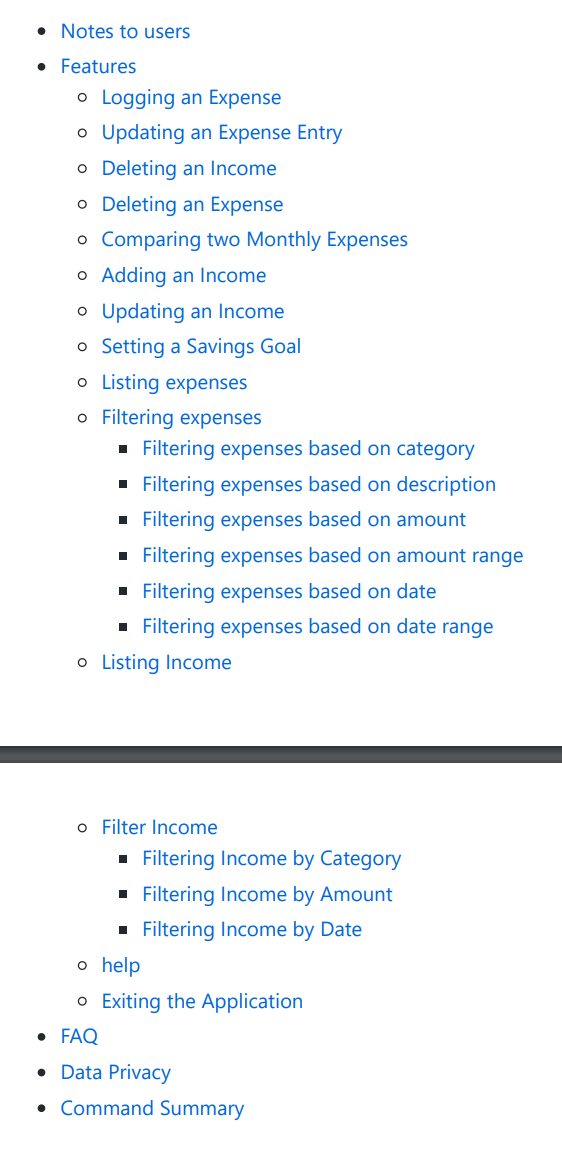 Notes to users
Features
Logging an Expense
Updating an Expense Entry
Deleting an Income
Deleting an Expense
Comparing two Monthly Expenses
Adding an Income
Updating an Income
Setting a Savings Goal
Listing expenses
Filtering expenses
Filtering expenses based on category
Filtering expenses based on description
Filtering expenses based on amount
Filtering expenses based on amount range
Filtering expenses based on date
Filtering expenses based on date range
Listing Income
Filter Income
Filtering Income by Category
Filtering Income by Amount
Filtering Income by Date
help
Exiting the Application
FAQ
Data Privacy
Command Summary